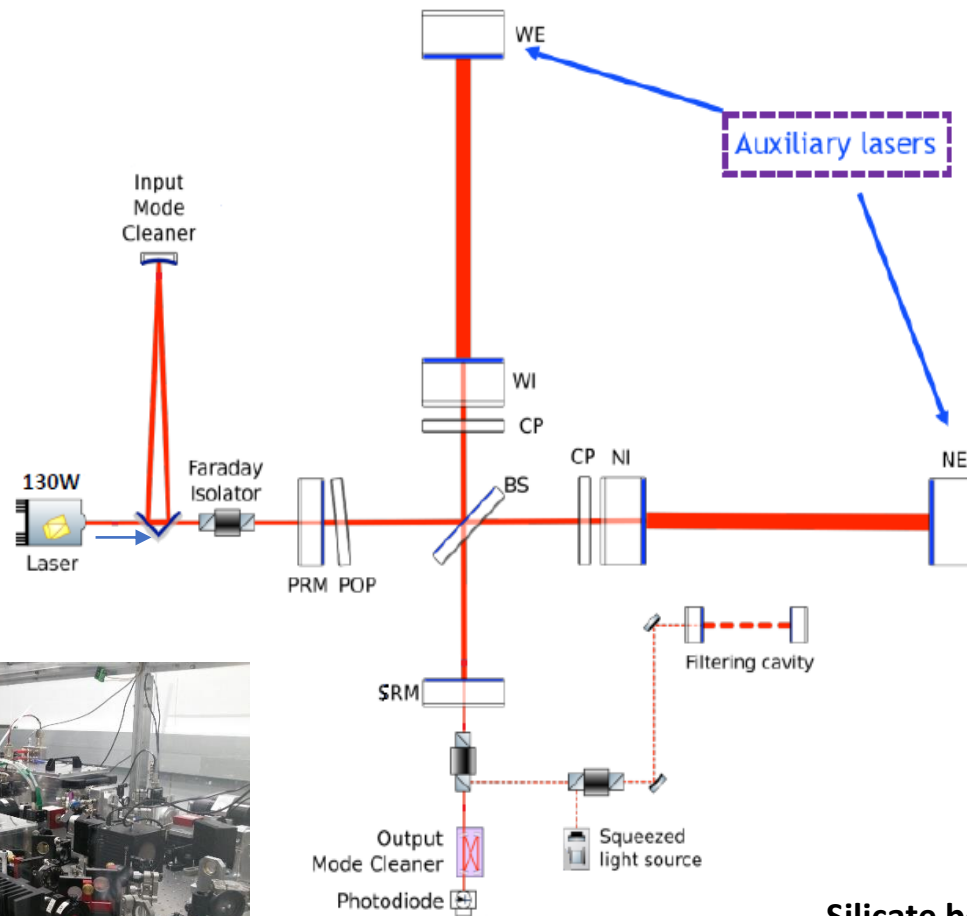 WE
Auxiliary lasers
Input
Mode
Cleaner
WI
CP
130W
Laser
Faraday
Isolator
PRM POP
BS
CP NI
NE
Filtering cavity
SRM
Output
Mode Cleaner
Squeezed
light source
Photodiode